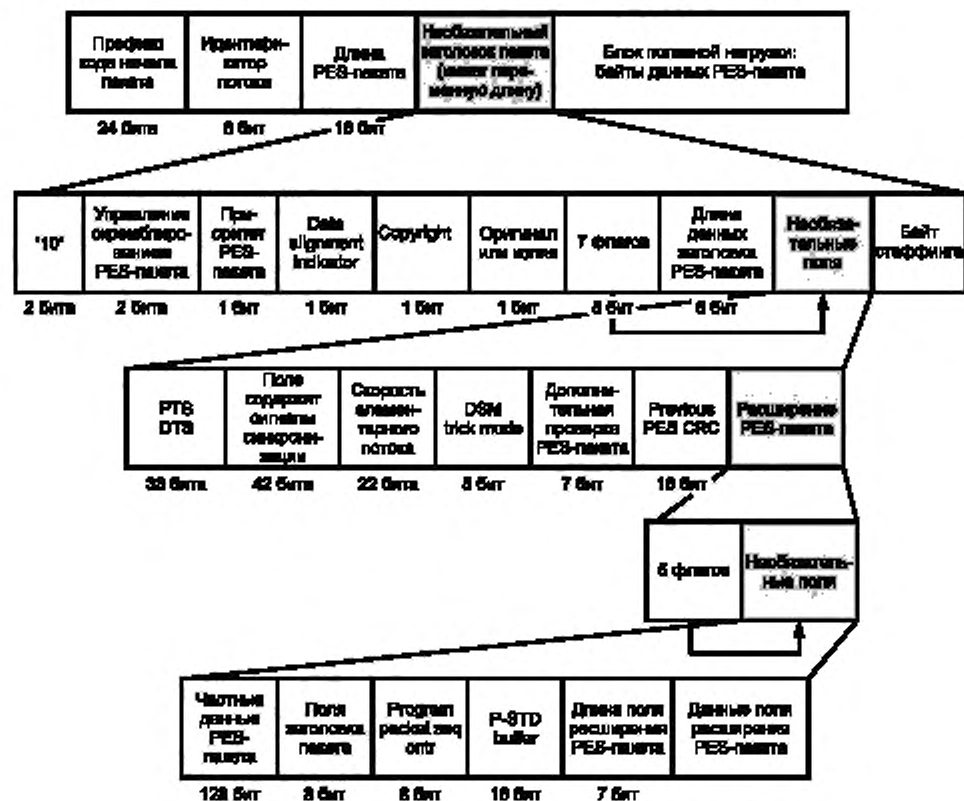 Префикс
кода начала
пакета
Идентифи-
катор
потока
Длина
PES-пакета
Необязательный
заголовок пакета
(имеет пере-
менную длину)
Блок полезной нагрузки:
байты данных PES-пакета
24 бита
8 бит
16 бит
"10"
Управление
скремблиро-
ванием
PES-пакета
При-
оритет
PES-
пакета
Data
alignment
indicator
Copyright
Оригинал
или копия
7 флагов
Длина
данных
заголовка
PES-пакета
Необяза-
тельные
поля
Байт
стаффинга
2 бита
2 бита
1 бит
1 бит
1 бит
1 бит
8 бит
8 бит
PTS
DTS
Поле
содержит
сигналы
синхрони-
зации
Скорость
элемен-
тарного
потока
DSM
trick mode
Дополни-
тельная
проверка
PES-пакета
Previous
PES CRC
Расширение
PES-пакета
33 бита
42 бита
22 бита
8 бит
7 бит
16 бит
5 флагов
Необязатель-
ные поля
Частные
данные
PES-
пакета
Поля
заголовка
пакета
Program
packet seq
cntr
P-STD
buffer
Длина поля
расширения
PES-пакета
Данные поля
расширения
PES-пакета
128 бит
8 бит
8 бит
16 бит
7 бит